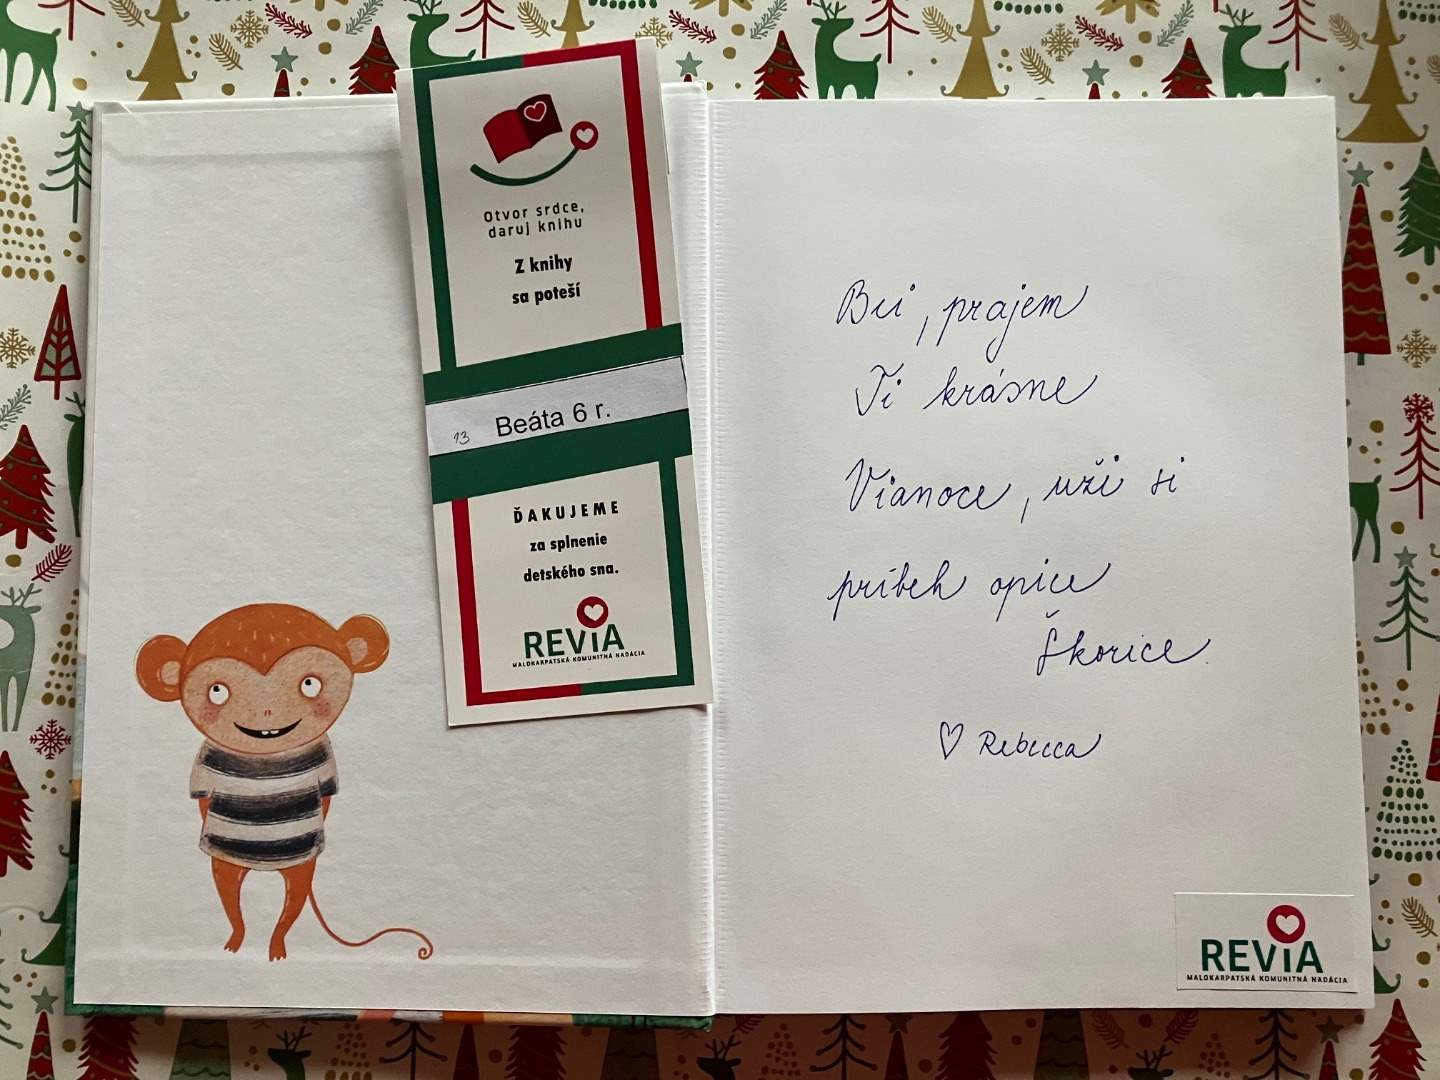 Otvor srdce,
daruj knihu
Z knihy
sa poteší
13 Beáta 6 r.
ĎAKUJEME
za splnenie
detského sna.
REViA
MALOKARPATSKÁ KOMUNITNÁ NADÁCIA
Bei, prajem
Ti krásne
Vianoce, uži si
príbeh opice
Škorice.
♡ Rebecca
REViA
MALOKARPATSKÁ KOMUNITNÁ NADÁCIA